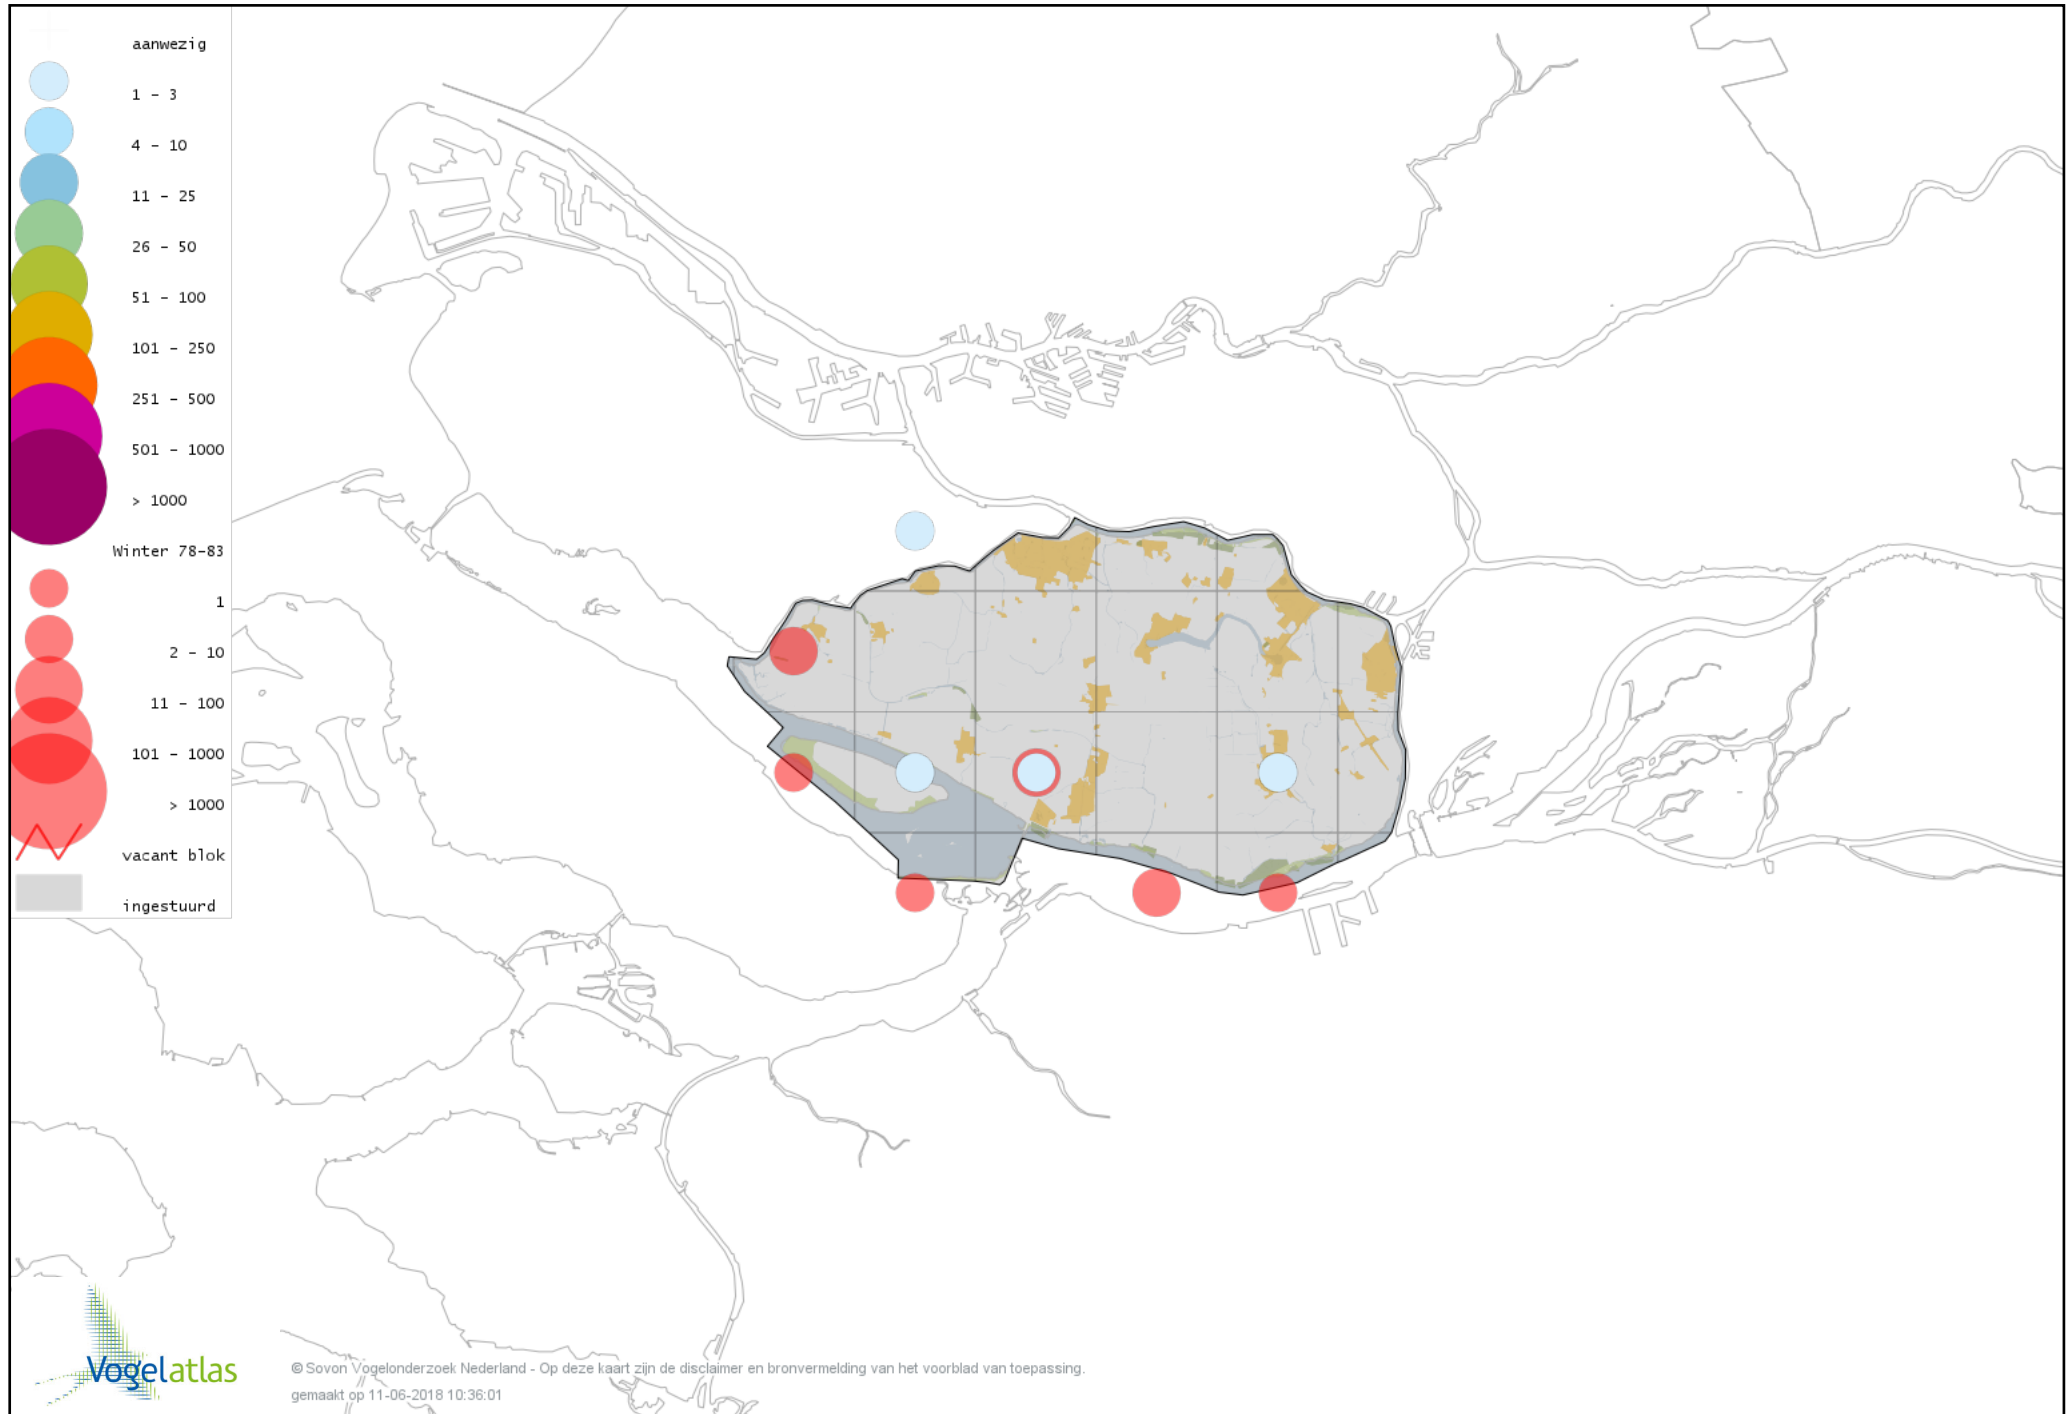 aanwezig
1 - 3
4 - 10
11 - 25
26 - 50
51 - 100
101 - 250
251 - 500
501 - 1000
> 1000
Winter 78-83
1
2 - 10
11 - 100
101 - 1000
> 1000
vacant blok
ingestuurd
Vogelatlas
© Sovon Vogelonderzoek Nederland - Op deze kaart zijn de disclaimer en bronvermelding van het voorblad van toepassing.
gemaakt op 11-06-2018 10:36:01